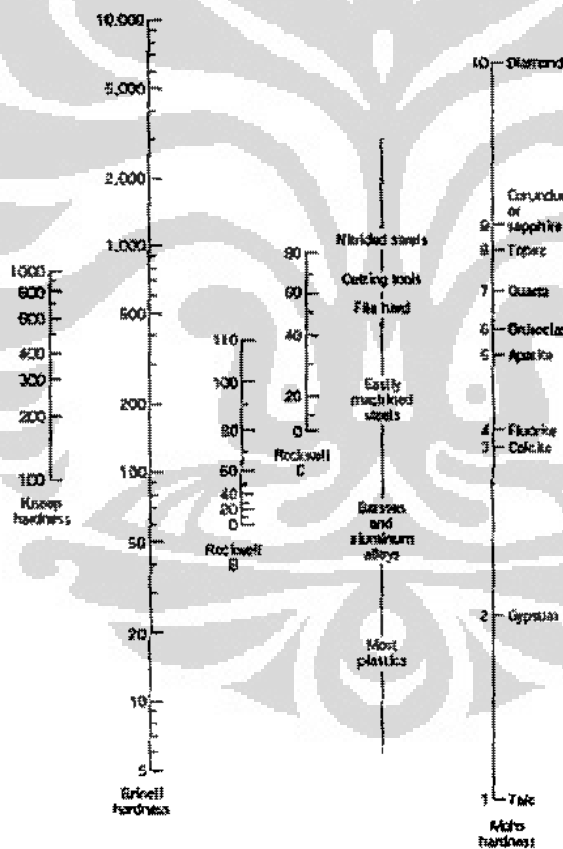 10,000
5,000
2,000
1,000
500
200
100
50
20
10
5
Brinell
hardness
1000
800
600
400
300
200
100
Knoop
hardness
110
100
80
60
40
20
0
Rockwell
B
80
60
40
20
0
Rockwell
C
Nitrided steels
Cutting tools
File hard
Easily
machined
steels
Brasses
and
aluminum
alloys
Most
plastics
10 Diamond
Corundum
or
9 sapphire
8 Topaz
7 Quartz
6 Orthoclas
5 Apatite
4 Fluorite
3 Calcite
2 Gypsum
1 Talc
Mohs
hardness